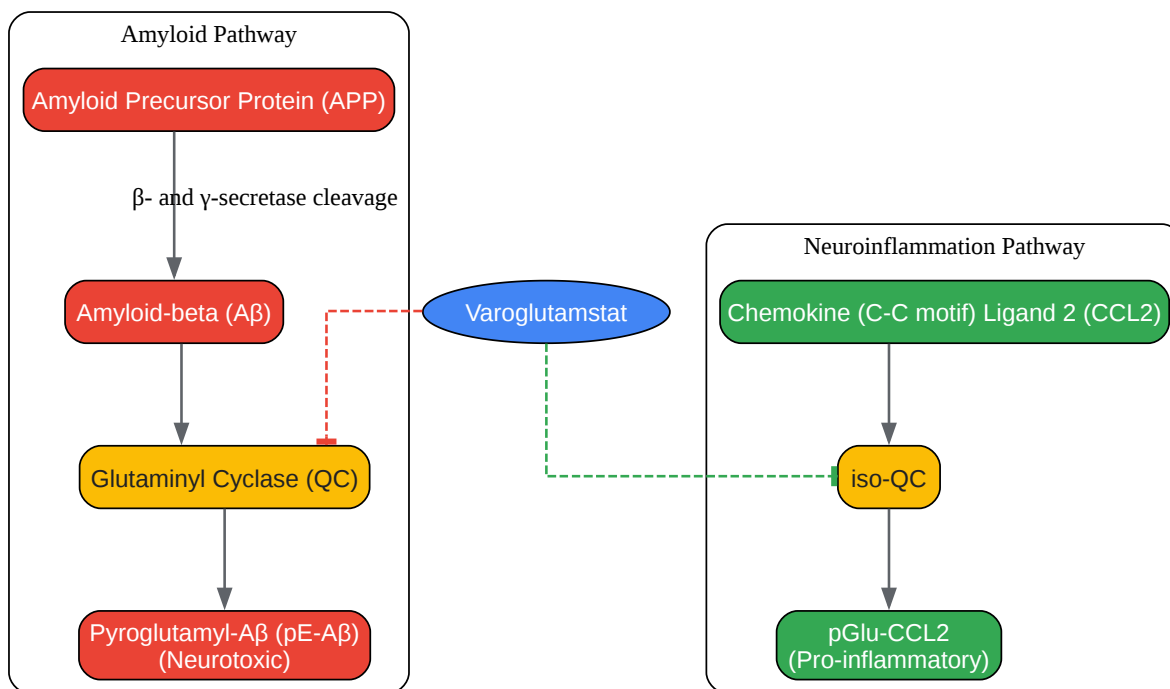 Amyloid Pathway
Amyloid Precursor Protein (APP)
β- and γ-secretase cleavage
Amyloid-beta (Aβ)
Glutaminyl Cyclase (QC)
Pyroglutamyl-Aβ (pE-Aβ)
(Neurotoxic)
Varoglutamstat
Neuroinflammation Pathway
Chemokine (C-C motif) Ligand 2 (CCL2)
iso-QC
pGlu-CCL2
(Pro-inflammatory)